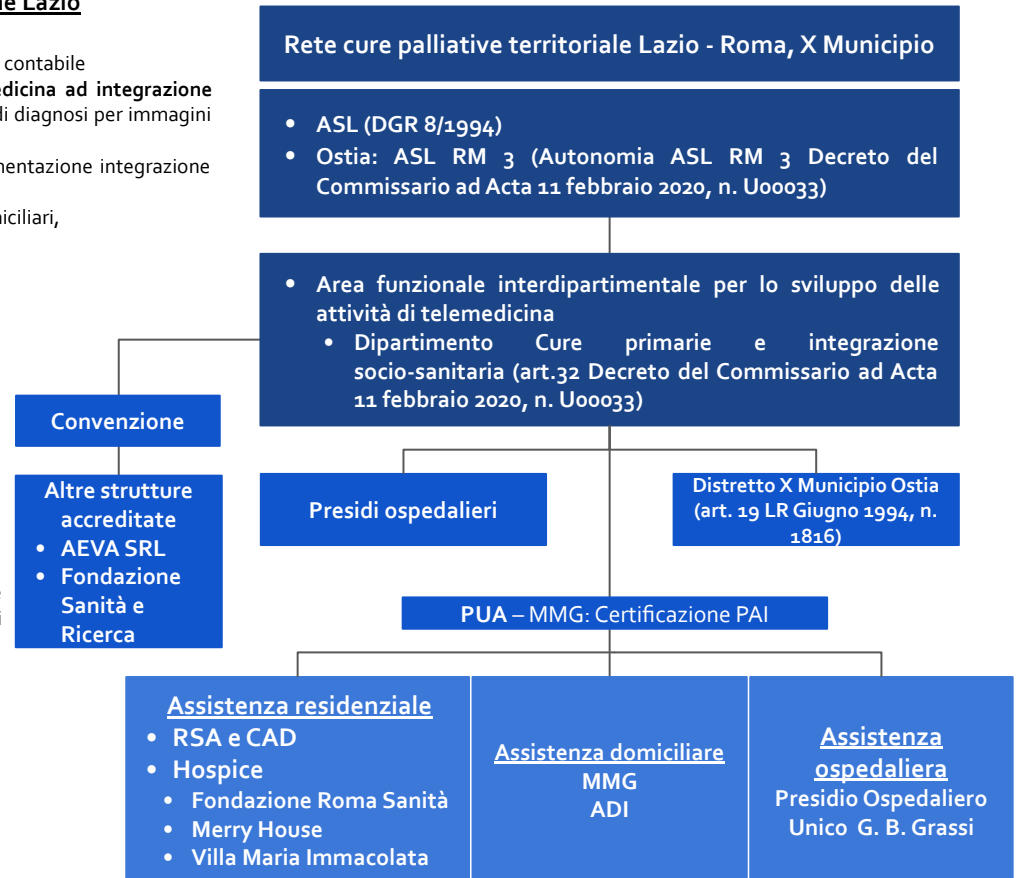 le Lazio
contabile
edicina ad integrazione
di diagnosi per immagini
mentazione integrazione
niciliari,
Rete cure palliative territoriale Lazio - Roma, X Municipio
• ASL (DGR 8/1994)
• Ostia: ASL RM 3 (Autonomia ASL RM 3 Decreto del
Commissario ad Acta 11 febbraio 2020, n. U00033)
• Area funzionale interdipartimentale per lo sviluppo delle
attività di telemedicina
• Dipartimento Cure primarie e integrazione
socio-sanitaria (art.32 Decreto del Commissario ad Acta
11 febbraio 2020, n. U00033)
Convenzione
Altre strutture
accreditate
• AEVA SRL
• Fondazione
Sanità e
Ricerca
Presidi ospedalieri
Distretto X Municipio Ostia
(art. 19 LR Giugno 1994, n.
1816)
PUA – MMG: Certificazione PAI
Assistenza residenziale
• RSA e CAD
• Hospice
• Fondazione Roma Sanità
• Merry House
• Villa Maria Immacolata
Assistenza domiciliare
MMG
ADI
Assistenza
ospedaliera
Presidio Ospedaliero
Unico G. B. Grassi